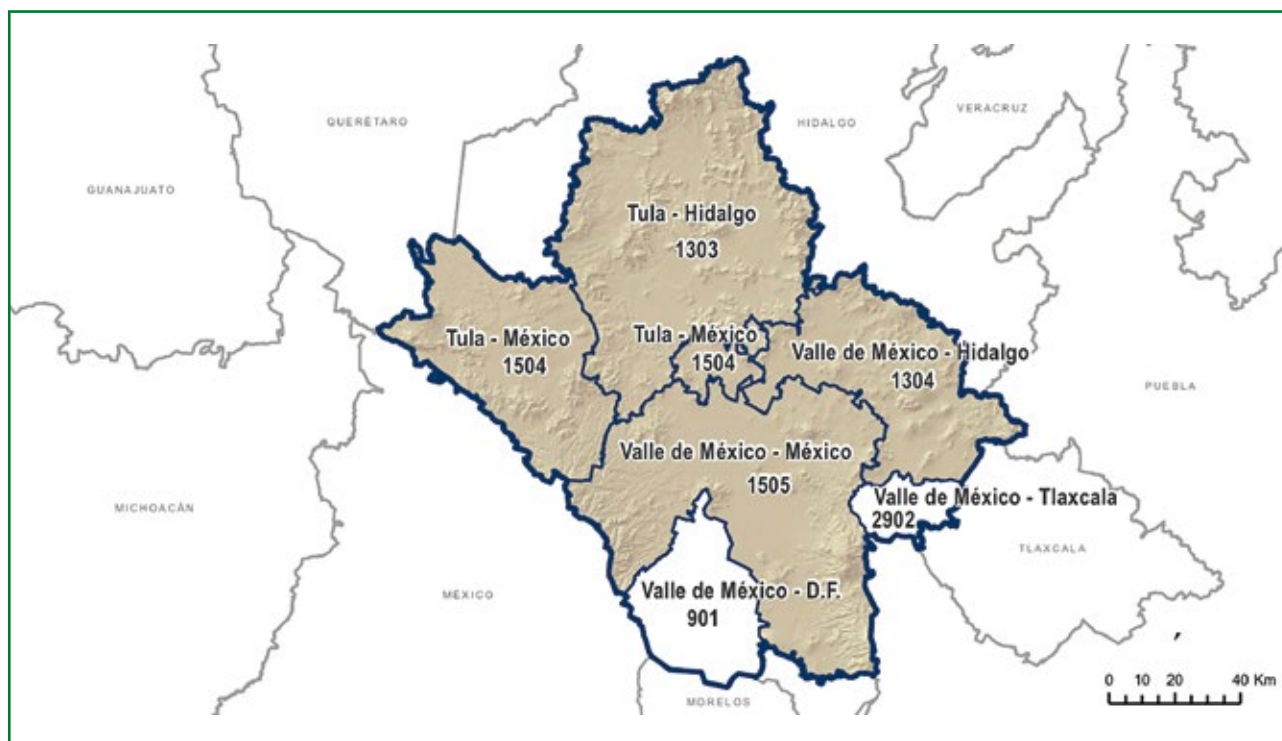 QUERÉTARO
HIDALGO
VERACRUZ
GUANAJUATO
Tula - Hidalgo
1303
Tula - México
1504
Tula - México
1504
Valle de México - Hidalgo
1304
PUEBLA
Valle de México - México
1505
MICHOACÁN
Valle de México - Tlaxcala
2902
TLAXCALA
MÉXICO
Valle de México - D.F.
901
MORELOS
0 10 20 40 Km